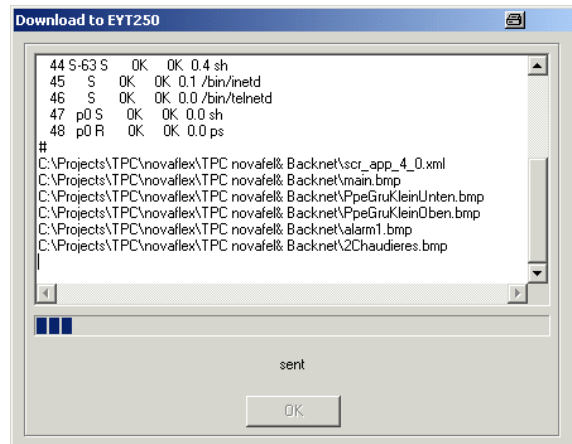 Download to EYT250
44 S-63 S 0K 0K 0.4 sh
45 S 0K 0K 0.1 /bin/inetd
46 S 0K 0K 0.0 /bin/telnetd
47 p0 S 0K 0K 0.0 sh
48 p0 R 0K 0K 0.0 ps
#
C:\Projects\TPC\novaflex\TPC novafel& Backnet\scr_app_4_0.xml
C:\Projects\TPC\novaflex\TPC novafel& Backnet\main.bmp
C:\Projects\TPC\novaflex\TPC novafel& Backnet\PpeGruKleinUnten.bmp
C:\Projects\TPC\novaflex\TPC novafel& Backnet\PpeGruKleinOben.bmp
C:\Projects\TPC\novaflex\TPC novafel& Backnet\alarm1.bmp
C:\Projects\TPC\novaflex\TPC novafel& Backnet\2Chaudieres.bmp
sent
OK